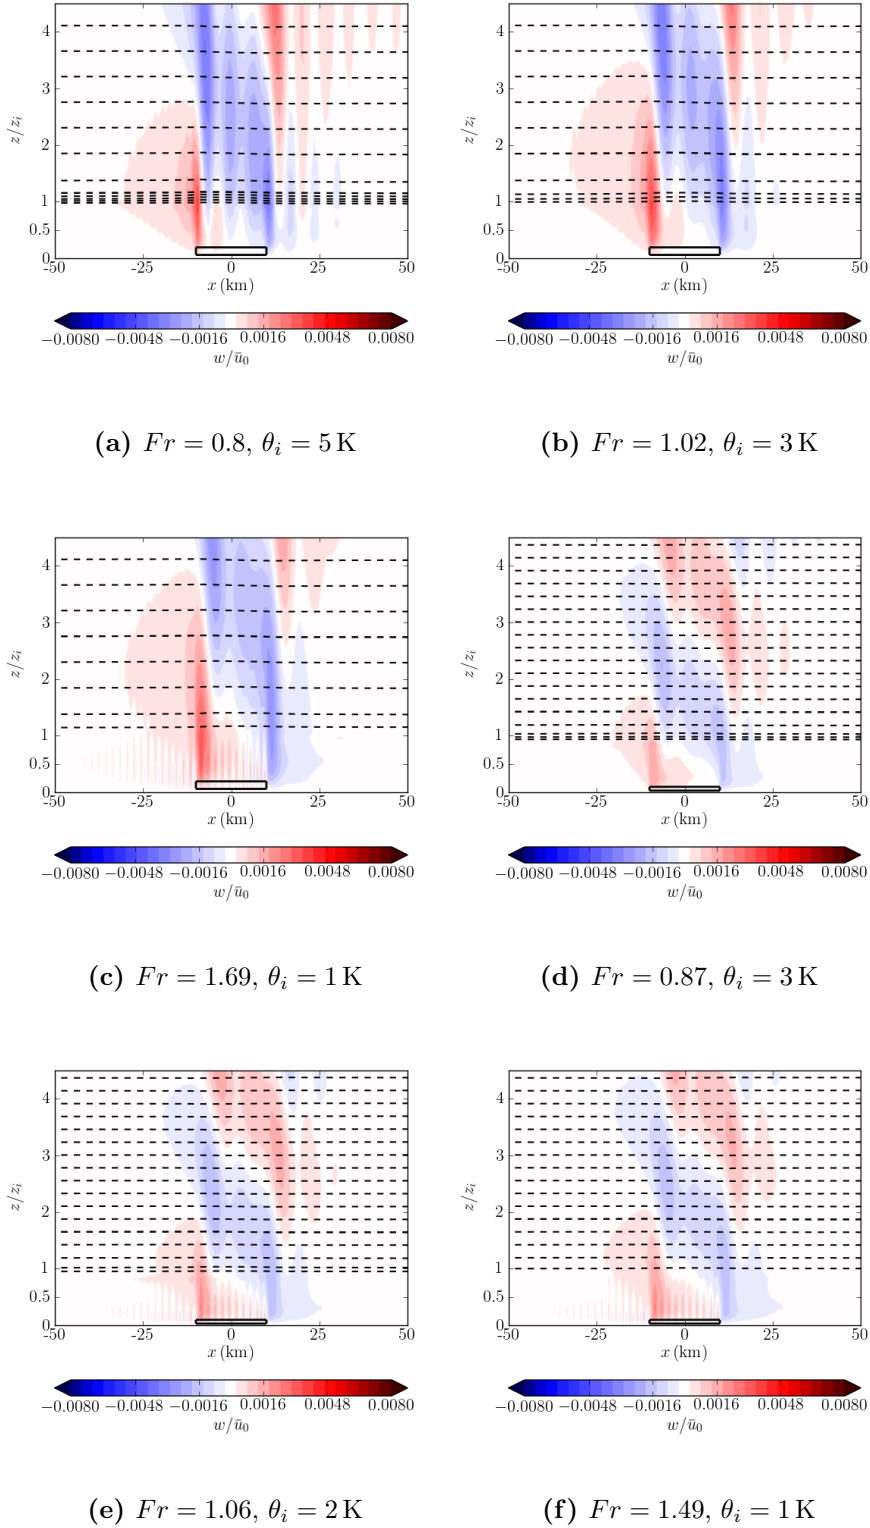 4
3
2
1
0.5
0
z/z_i
-50 -25 0 25 50
x (km)
4
3
2
1
0.5
0
z/z_i
-50 -25 0 25 50
x (km)
−0.0080 −0.0048 −0.0016 0.0016 0.0048 0.0080
w/ū₀
−0.0080 −0.0048 −0.0016 0.0016 0.0048 0.0080
w/ū₀
(a) Fr = 0.8, θ_i = 5 K
(b) Fr = 1.02, θ_i = 3 K
4
3
2
1
0.5
0
z/z_i
-50 -25 0 25 50
x (km)
4
3
2
1
0.5
0
z/z_i
-50 -25 0 25 50
x (km)
−0.0080 −0.0048 −0.0016 0.0016 0.0048 0.0080
w/ū₀
−0.0080 −0.0048 −0.0016 0.0016 0.0048 0.0080
w/ū₀
(c) Fr = 1.69, θ_i = 1 K
(d) Fr = 0.87, θ_i = 3 K
4
3
2
1
0.5
0
z/z_i
-50 -25 0 25 50
x (km)
4
3
2
1
0.5
0
z/z_i
-50 -25 0 25 50
x (km)
−0.0080 −0.0048 −0.0016 0.0016 0.0048 0.0080
w/ū₀
−0.0080 −0.0048 −0.0016 0.0016 0.0048 0.0080
w/ū₀
(e) Fr = 1.06, θ_i = 2 K
(f) Fr = 1.49, θ_i = 1 K